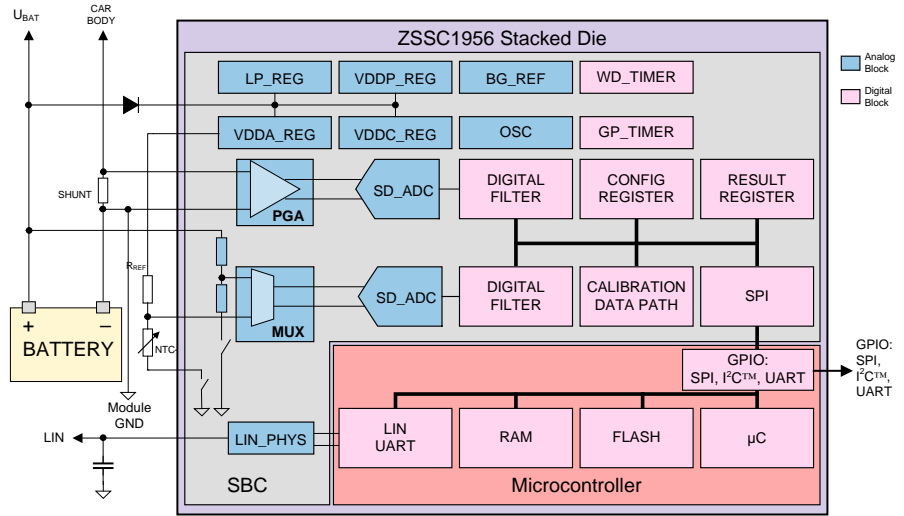 U_BAT
CAR
BODY
ZSSC1956 Stacked Die
Analog
Block
Digital
Block
LP_REG
VDDP_REG
BG_REF
WD_TIMER
VDDA_REG
VDDC_REG
OSC
GP_TIMER
SHUNT
PGA
SD_ADC
DIGITAL
FILTER
CONFIG
REGISTER
RESULT
REGISTER
R_REF
MUX
SD_ADC
DIGITAL
FILTER
CALIBRATION
DATA PATH
SPI
+
−
BATTERY
NTC
GPIO:
SPI, I²C™, UART
GPIO:
SPI,
I²C™,
UART
Module
GND
LIN
LIN_PHYS
LIN
UART
RAM
FLASH
µC
SBC
Microcontroller